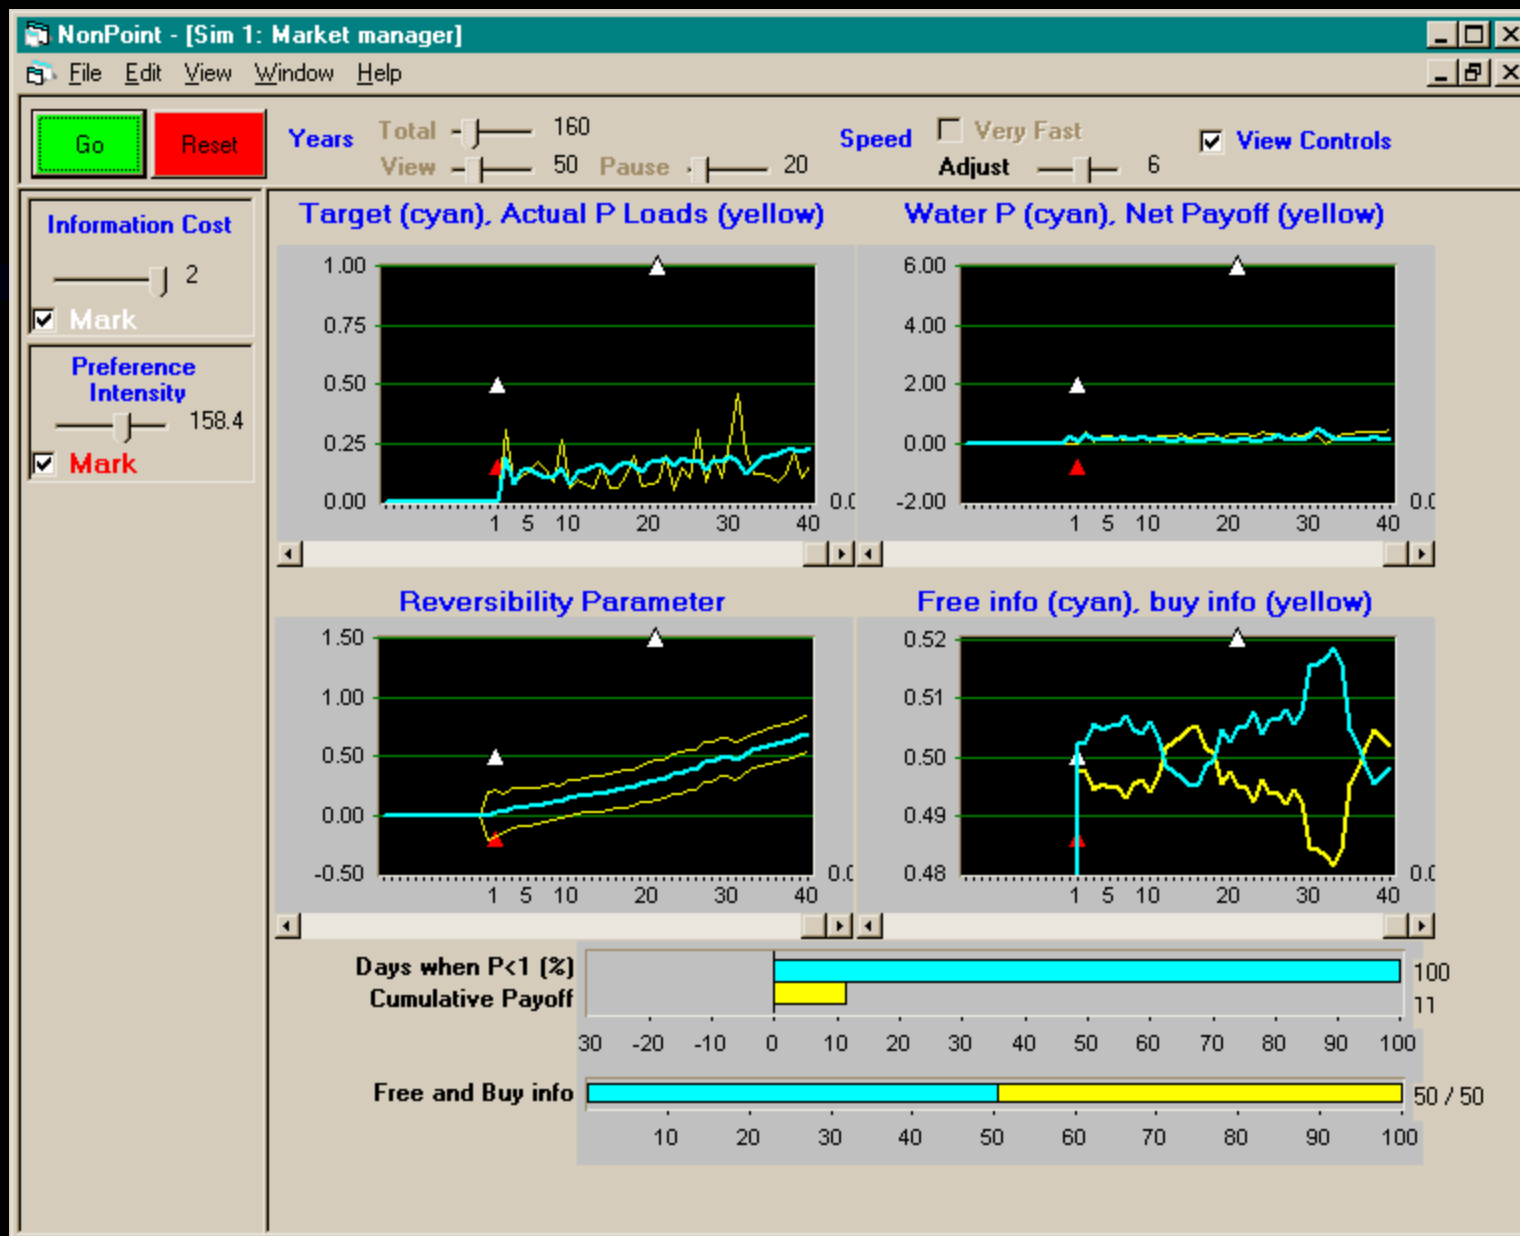 NonPoint - [Sim 1: Market manager]
File Edit View Window Help
Go Reset Years Total 160 Speed Very Fast View Controls
View 50 Pause 20 Adjust 6
Information Cost
2
Mark
Preference
Intensity
158.4
Mark
Target (cyan), Actual P Loads (yellow)
1.00
0.75
0.50
0.25
0.00 0.0
1 5 10 20 30 40
Water P (cyan), Net Payoff (yellow)
6.00
4.00
2.00
0.00
-2.00 0.0
1 5 10 20 30 40
Reversibility Parameter
1.50
1.00
0.50
0.00
-0.50 0.0
1 5 10 20 30 40
Free info (cyan), buy info (yellow)
0.52
0.51
0.50
0.49
0.48 0.0
1 5 10 20 30 40
Days when P<1 (%) 100
Cumulative Payoff 11
30 -20 -10 0 10 20 30 40 50 60 70 80 90 100
Free and Buy info 50 / 50
10 20 30 40 50 60 70 80 90 100